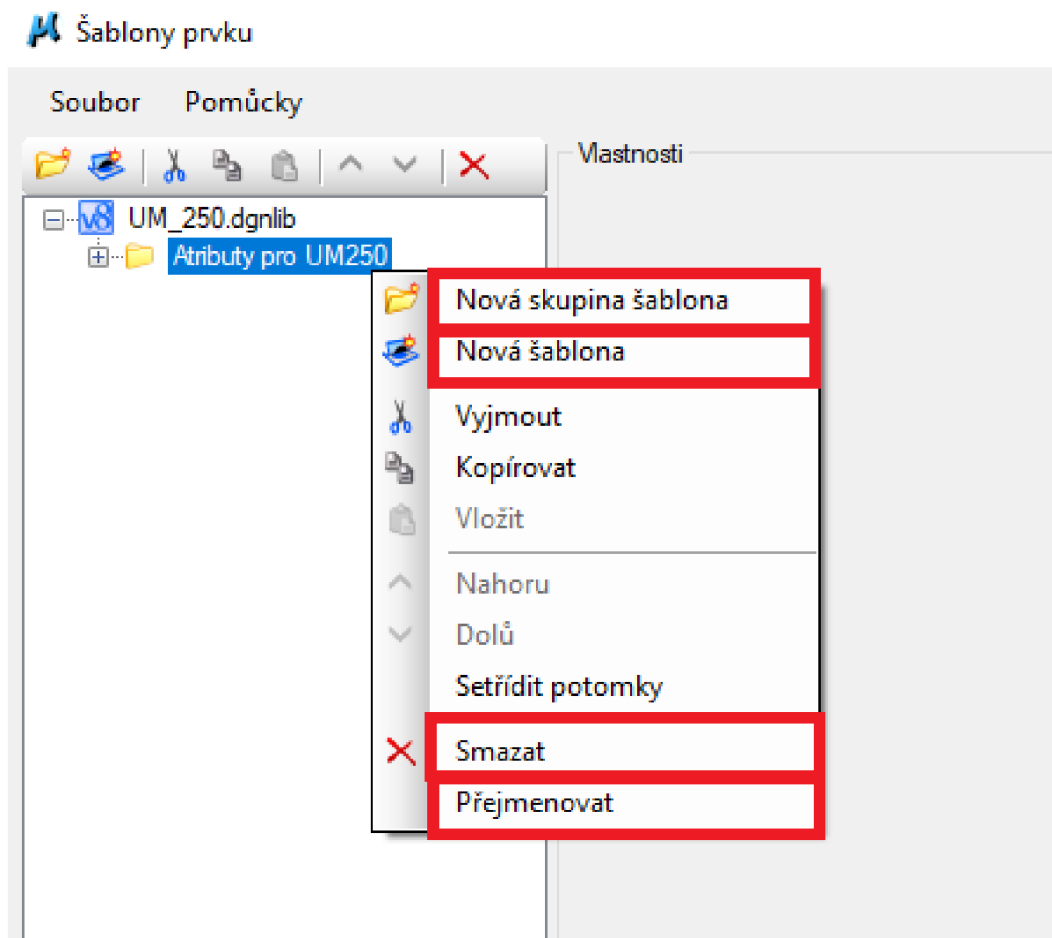 Šablony prvku
Soubor Pomůcky
Vlastnosti
UM_250.dgnlib
Atributy pro UM250
Nová skupina šablona
Nová šablona
Vyjmout
Kopírovat
Vložit
Nahoru
Dolů
Setřídit potomky
Smazat
Přejmenovat